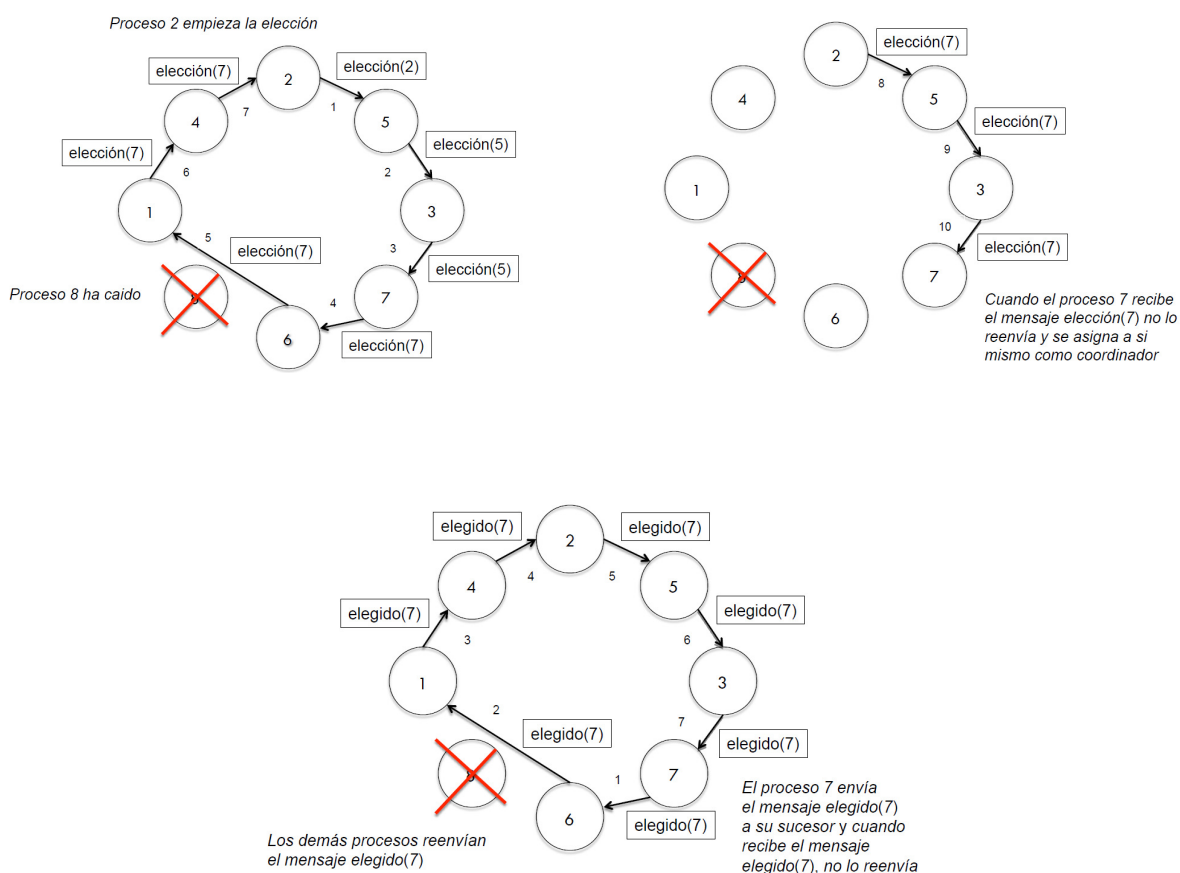 Proceso 2 empieza la elección
elección(7)
2
elección(2)
7
1
4
5
elección(7)
elección(5)
6
2
1
3
5
elección(7)
3
elección(5)
Proceso 8 ha caido
4
7
6
elección(7)
2
elección(7)
8
4
5
elección(7)
9
1
3
10
elección(7)
8
7
6
Cuando el proceso 7 recibe
el mensaje elección(7) no lo
reenvía y se asigna a si
mismo como coordinador
elegido(7)
2
elegido(7)
4
5
4
5
elegido(7)
elegido(7)
3
6
1
3
2
elegido(7)
7
elegido(7)
7
1
6
elegido(7)
Los demás procesos reenvían
el mensaje elegido(7)
El proceso 7 envía
el mensaje elegido(7)
a su sucesor y cuando
recibe el mensaje
elegido(7), no lo reenvía